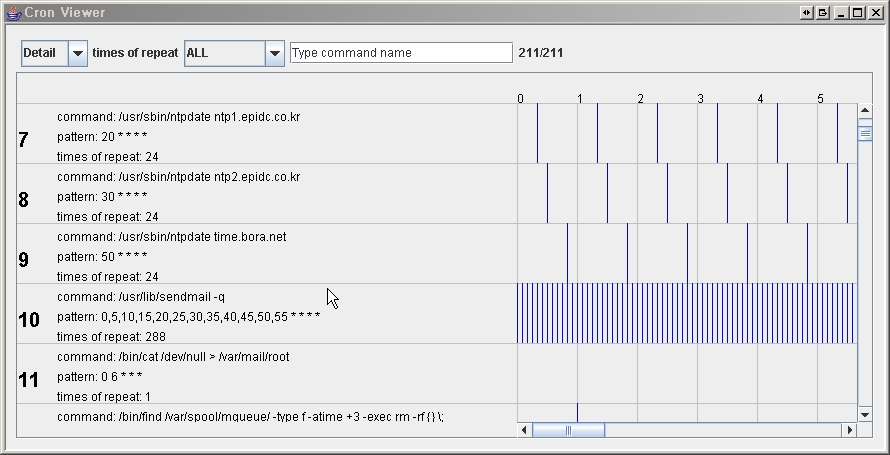 Cron Viewer
Detail times of repeat ALL Type command name 211/211
0 1 2 3 4 5
command: /usr/sbin/ntpdate ntp1.epidc.co.kr
7 pattern: 20 * * * *
times of repeat: 24
command: /usr/sbin/ntpdate ntp2.epidc.co.kr
8 pattern: 30 * * * *
times of repeat: 24
command: /usr/sbin/ntpdate time.bora.net
9 pattern: 50 * * * *
times of repeat: 24
command: /usr/lib/sendmail -q
10 pattern: 0,5,10,15,20,25,30,35,40,45,50,55 * * * *
times of repeat: 288
command: /bin/cat /dev/null > /var/mail/root
11 pattern: 0 6 * * *
times of repeat: 1
command: /bin/find /var/spool/mqueue/ -type f -atime +3 -exec rm -rf {} \;